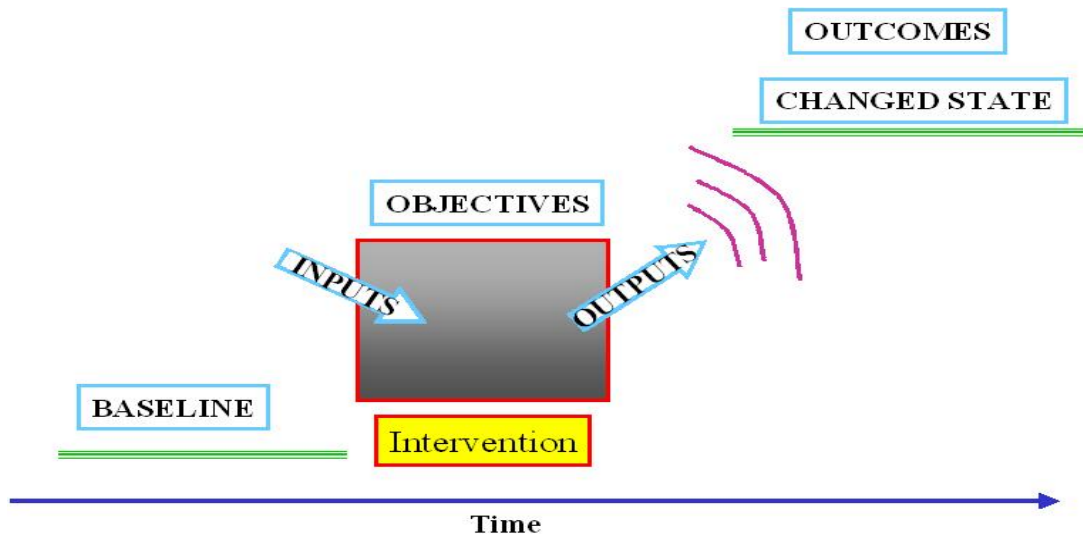 OUTCOMES
CHANGED STATE
OBJECTIVES
INPUTS
OUTPUTS
BASELINE
Intervention
Time